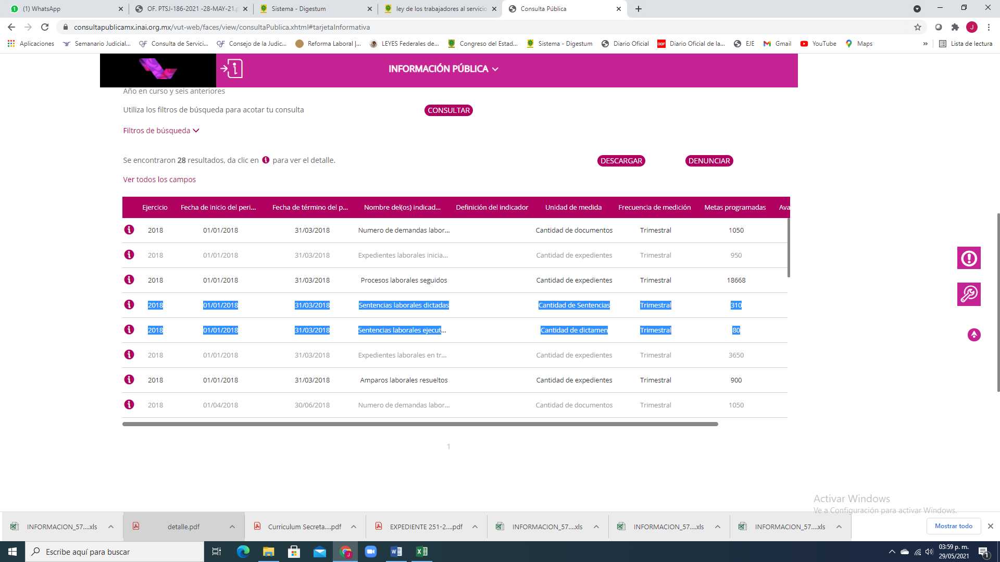 (1) WhatsApp
OF. PTSJ-186-2021 -28-MAY-21.p
Sistema - Digestum
ley de los trabajadores al servicio
Consulta Pública
consultapublicamx.inai.org.mx/vut-web/faces/view/consultaPublica.xhtml#tarjetaInformativa
J
Aplicaciones
Semanario Judicial...
Consulta de Servici...
Consejo de la Judic...
Reforma Laboral |...
LEYES Federales de...
Congreso del Estad...
Sistema - Digestum
Diario Oficial
Diario Oficial de la...
EJE
Gmail
YouTube
Maps
»
Lista de lectura
INFORMACIÓN PÚBLICA
Año en curso y seis anteriores
Utiliza los filtros de búsqueda para acotar tu consulta
CONSULTAR
Filtros de búsqueda
Se encontraron 28 resultados, da clic en i para ver el detalle.
DESCARGAR
DENUNCIAR
Ver todos los campos
Ejercicio Fecha de inicio del peri... Fecha de término del p... Nombre del(os) indicad... Definición del indicador Unidad de medida Frecuencia de medición Metas programadas Ava
2018 01/01/2018 31/03/2018 Numero de demandas labor... Cantidad de documentos Trimestral 1050
2018 01/01/2018 31/03/2018 Expedientes laborales inicia... Cantidad de expedientes Trimestral 950
2018 01/01/2018 31/03/2018 Procesos laborales seguidos Cantidad de expedientes Trimestral 18668
2018 01/01/2018 31/03/2018 Sentencias laborales dictadas Cantidad de Sentencias Trimestral 310
2018 01/01/2018 31/03/2018 Sentencias laborales ejecut... Cantidad de dictamen Trimestral 80
2018 01/01/2018 31/03/2018 Expedientes laborales en tr... Cantidad de expedientes Trimestral 3650
2018 01/01/2018 31/03/2018 Amparos laborales resueltos Cantidad de expedientes Trimestral 900
2018 01/04/2018 30/06/2018 Numero de demandas labor... Cantidad de documentos Trimestral 1050
1
Activar Windows
Ve a Configuración para activar Windows.
INFORMACION_57....xls
detalle.pdf
Curriculum Secreta....pdf
EXPEDIENTE 251-2....pdf
INFORMACION_57....xls
INFORMACION_57....xls
INFORMACION_57....xls
Mostrar todo
Escribe aquí para buscar
03:59 p. m.
29/05/2021
1